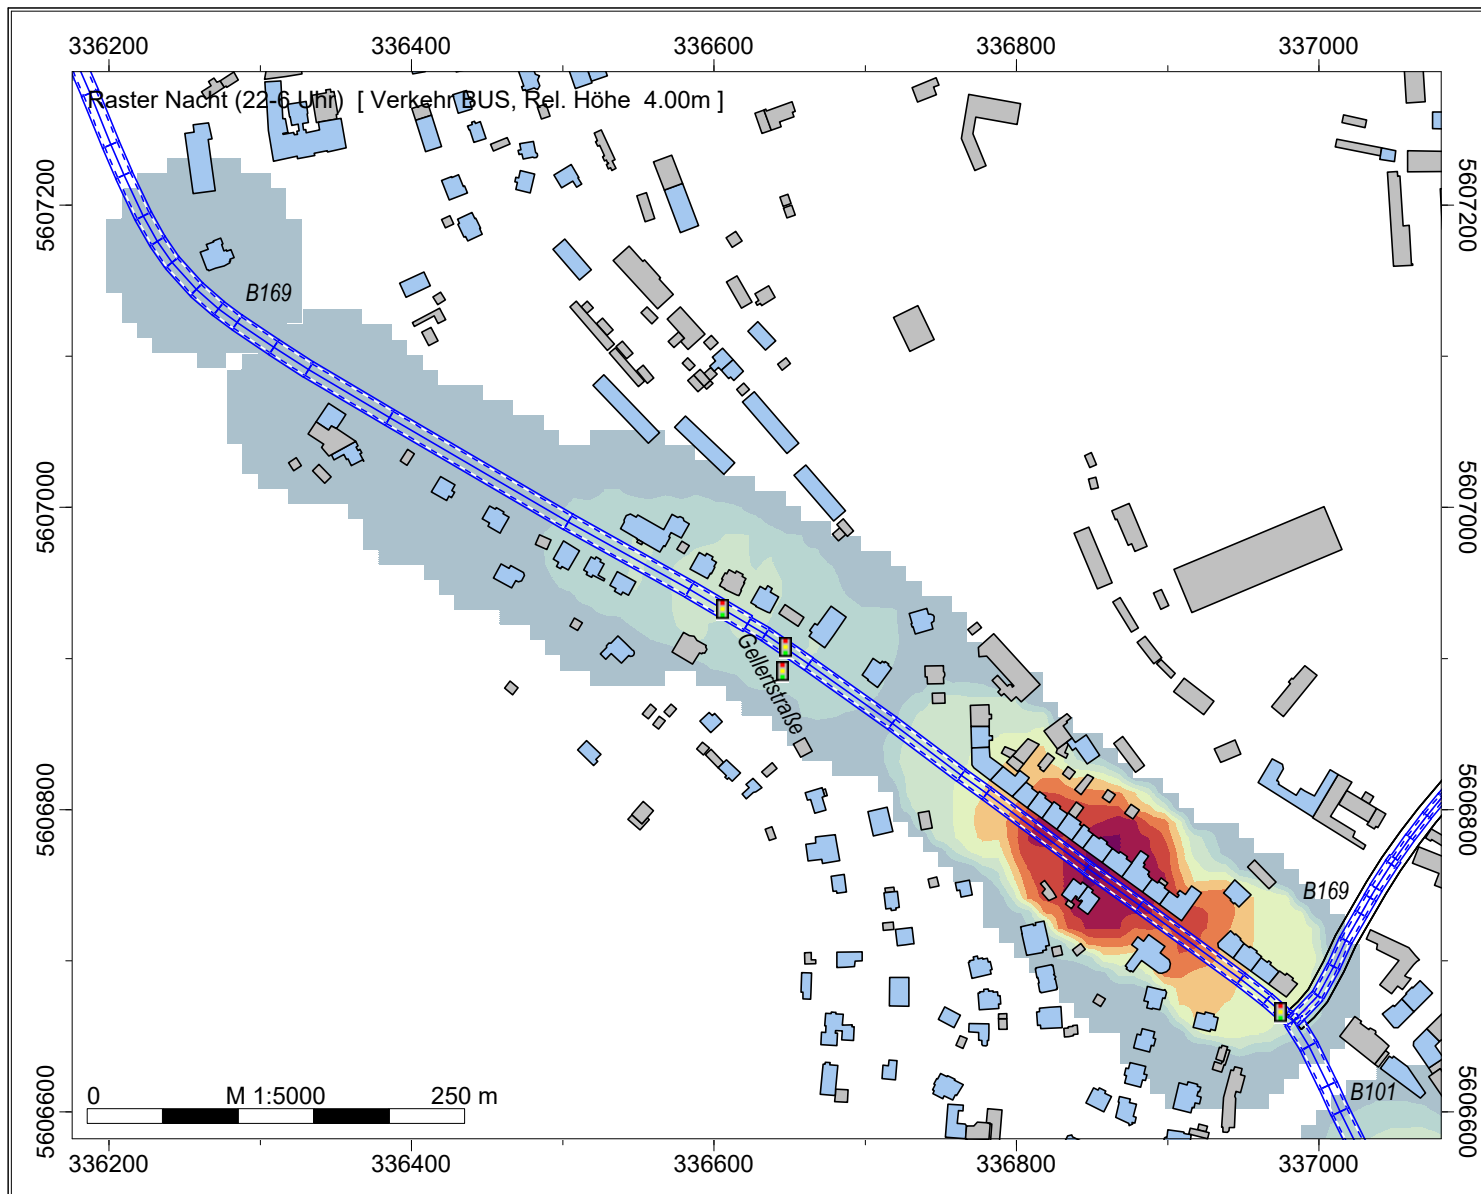 336200 336400 336600 336800 337000
Raster Nacht (22-6 Uhr) [ Verkehr BUS, Rel. Höhe 4.00m ]
5607200 5607200
B169
5607000 5607000
Gellertstraße
5606800 5606800
B169
0 M 1:5000 250 m
B101
5606600 5606600
336200 336400 336600 336800 337000